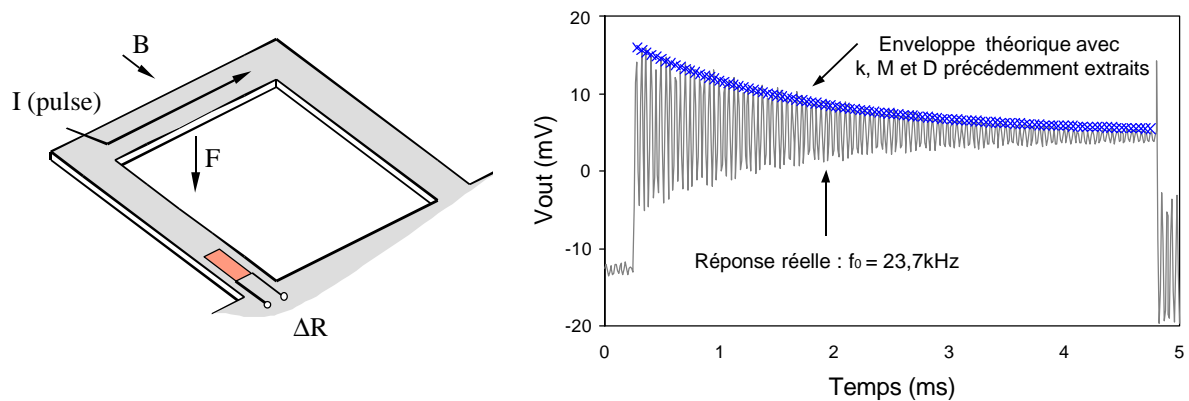 B
I (pulse)
F
ΔR
20
10
0
-10
-20
Vout (mV)
Enveloppe théorique avec
k, M et D précédemment extraits
Réponse réelle : f0 = 23,7kHz
0
1
2
3
4
5
Temps (ms)